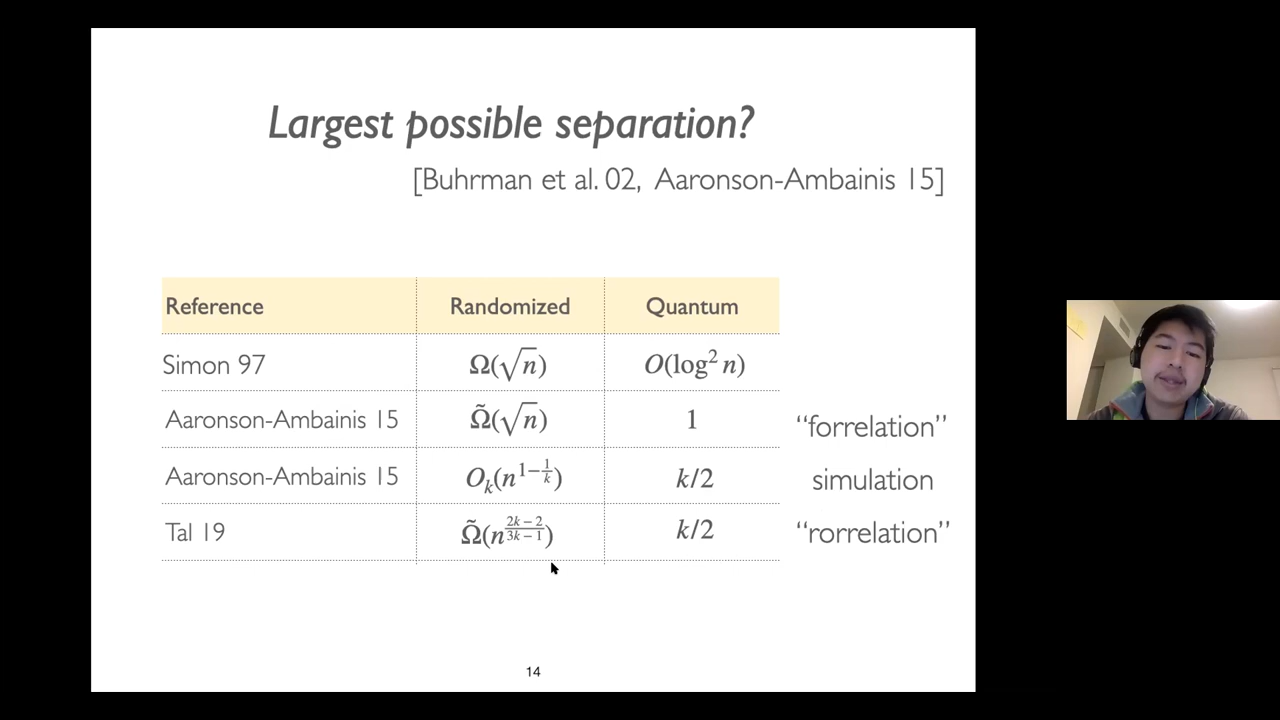 Largest possible separation?
[Buhrman et al. 02, Aaronson-Ambainis 15]
Reference Randomized Quantum
Simon 97 Ω(√n) O(log² n)
Aaronson-Ambainis 15 Ω̃(√n) 1 “forrelation”
Aaronson-Ambainis 15 Oₖ(n^{1−1/k}) k/2 simulation
Tal 19 Ω̃(n^{(2k−2)/(3k−1)}) k/2 “rorrelation”
14